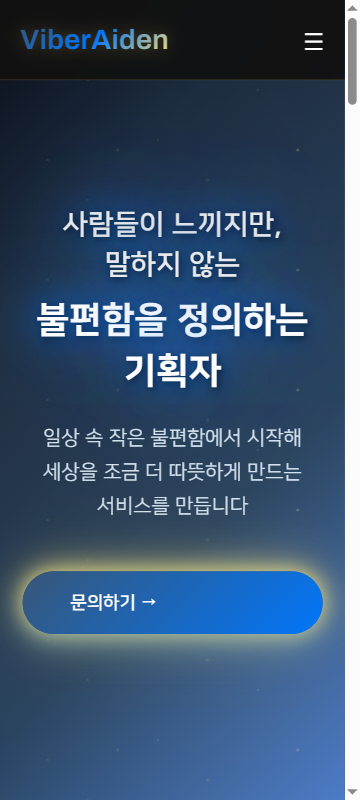 ViberAiden
사람들이 느끼지만,
말하지 않는
불편함을 정의하는
기획자
일상 속 작은 불편함에서 시작해
세상을 조금 더 따뜻하게 만드는
서비스를 만듭니다
문의하기 →